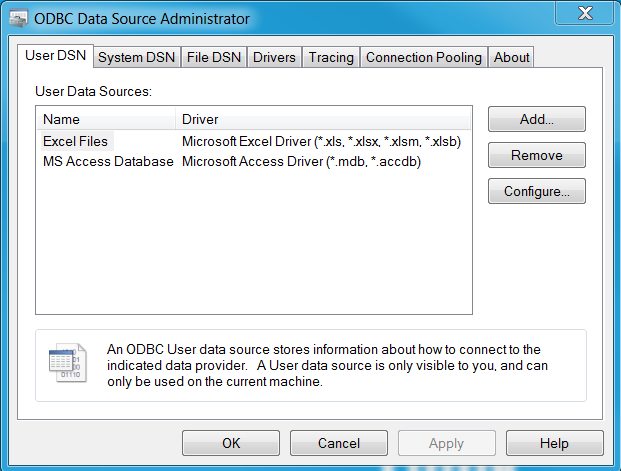 ODBC Data Source Administrator
User DSN System DSN File DSN Drivers Tracing Connection Pooling About
User Data Sources:
Name Driver Add...
Excel Files Microsoft Excel Driver (*.xls, *.xlsx, *.xlsm, *.xlsb)
Remove
MS Access Database Microsoft Access Driver (*.mdb, *.accdb)
Configure...
An ODBC User data source stores information about how to connect to the
indicated data provider. A User data source is only visible to you, and can
only be used on the current machine.
OK Cancel Apply Help